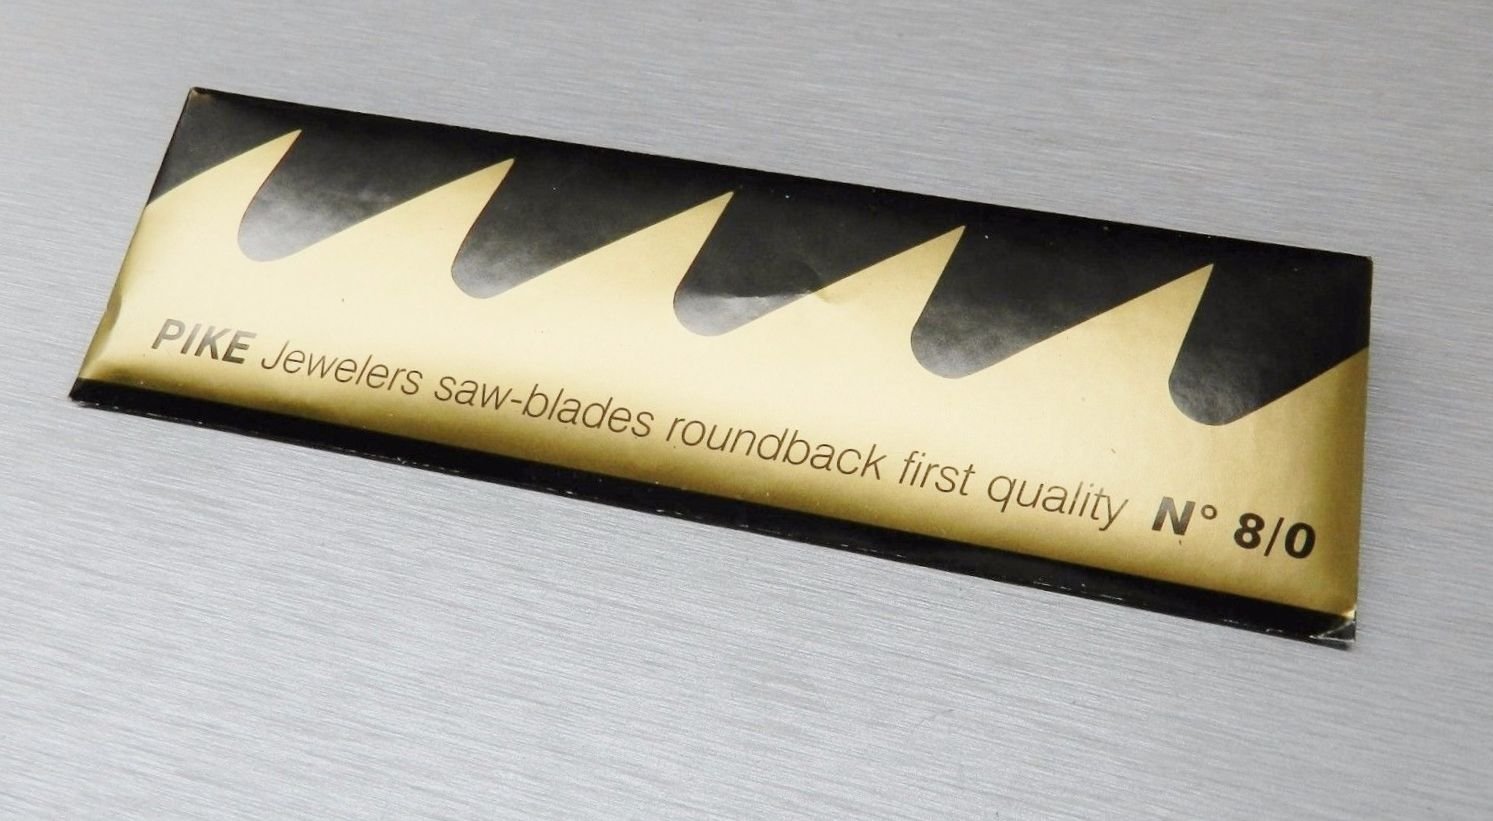 PIKE Jewelers saw-blades roundback first quality N° 8/0